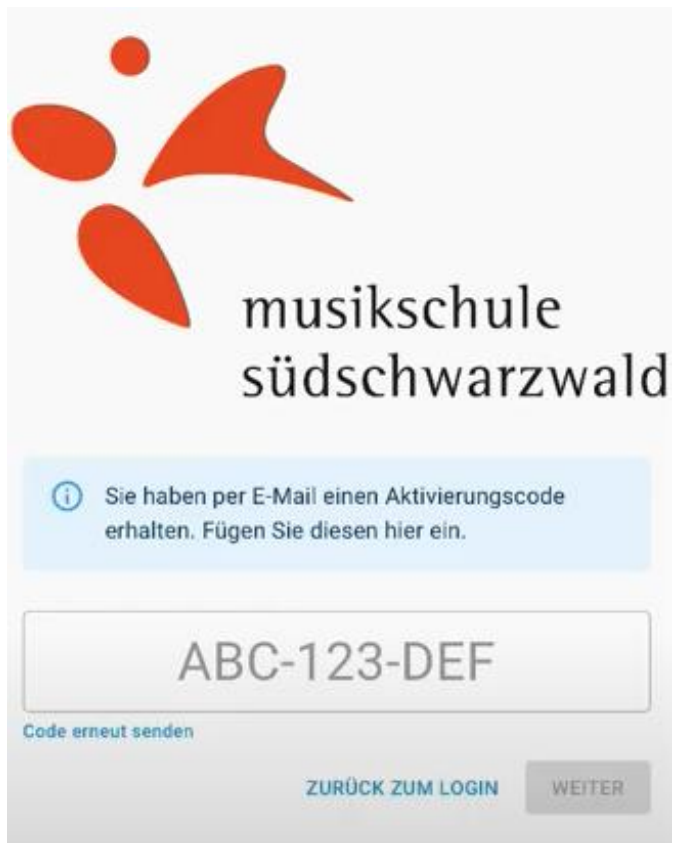 musikschule
südschwarzwald
Sie haben per E-Mail einen Aktivierungscode
erhalten. Fügen Sie diesen hier ein.
ABC-123-DEF
Code erneut senden
ZURÜCK ZUM LOGIN WEITER